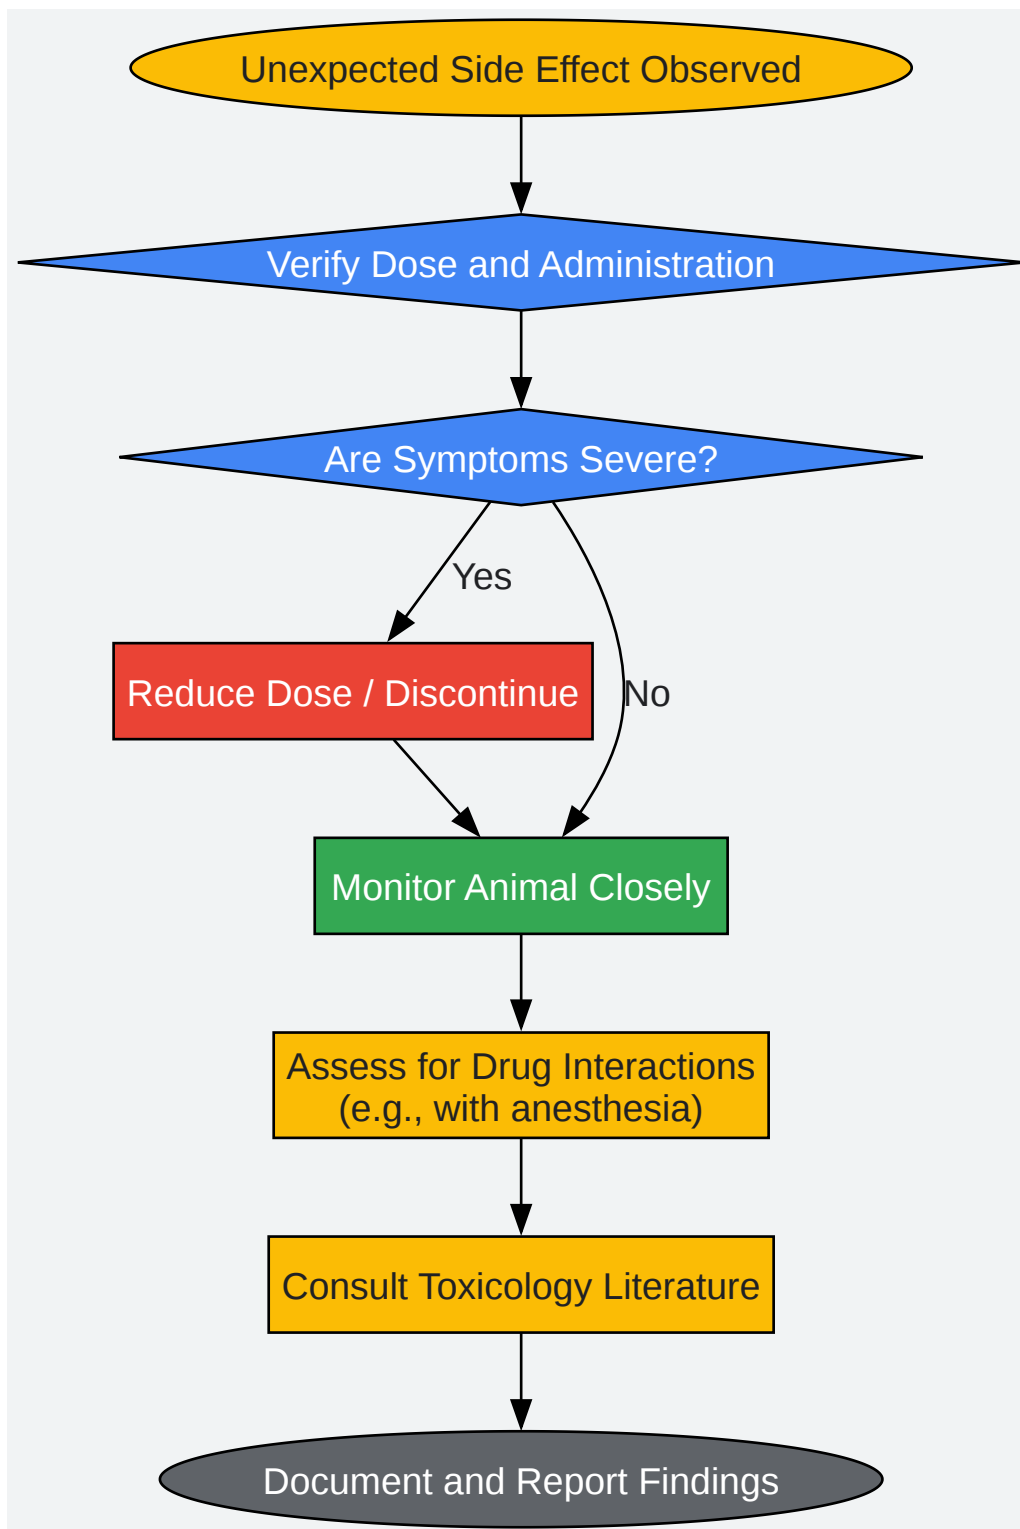 Unexpected Side Effect Observed
Verify Dose and Administration
Are Symptoms Severe?
Yes
Reduce Dose / Discontinue
No
Monitor Animal Closely
Assess for Drug Interactions
(e.g., with anesthesia)
Consult Toxicology Literature
Document and Report Findings